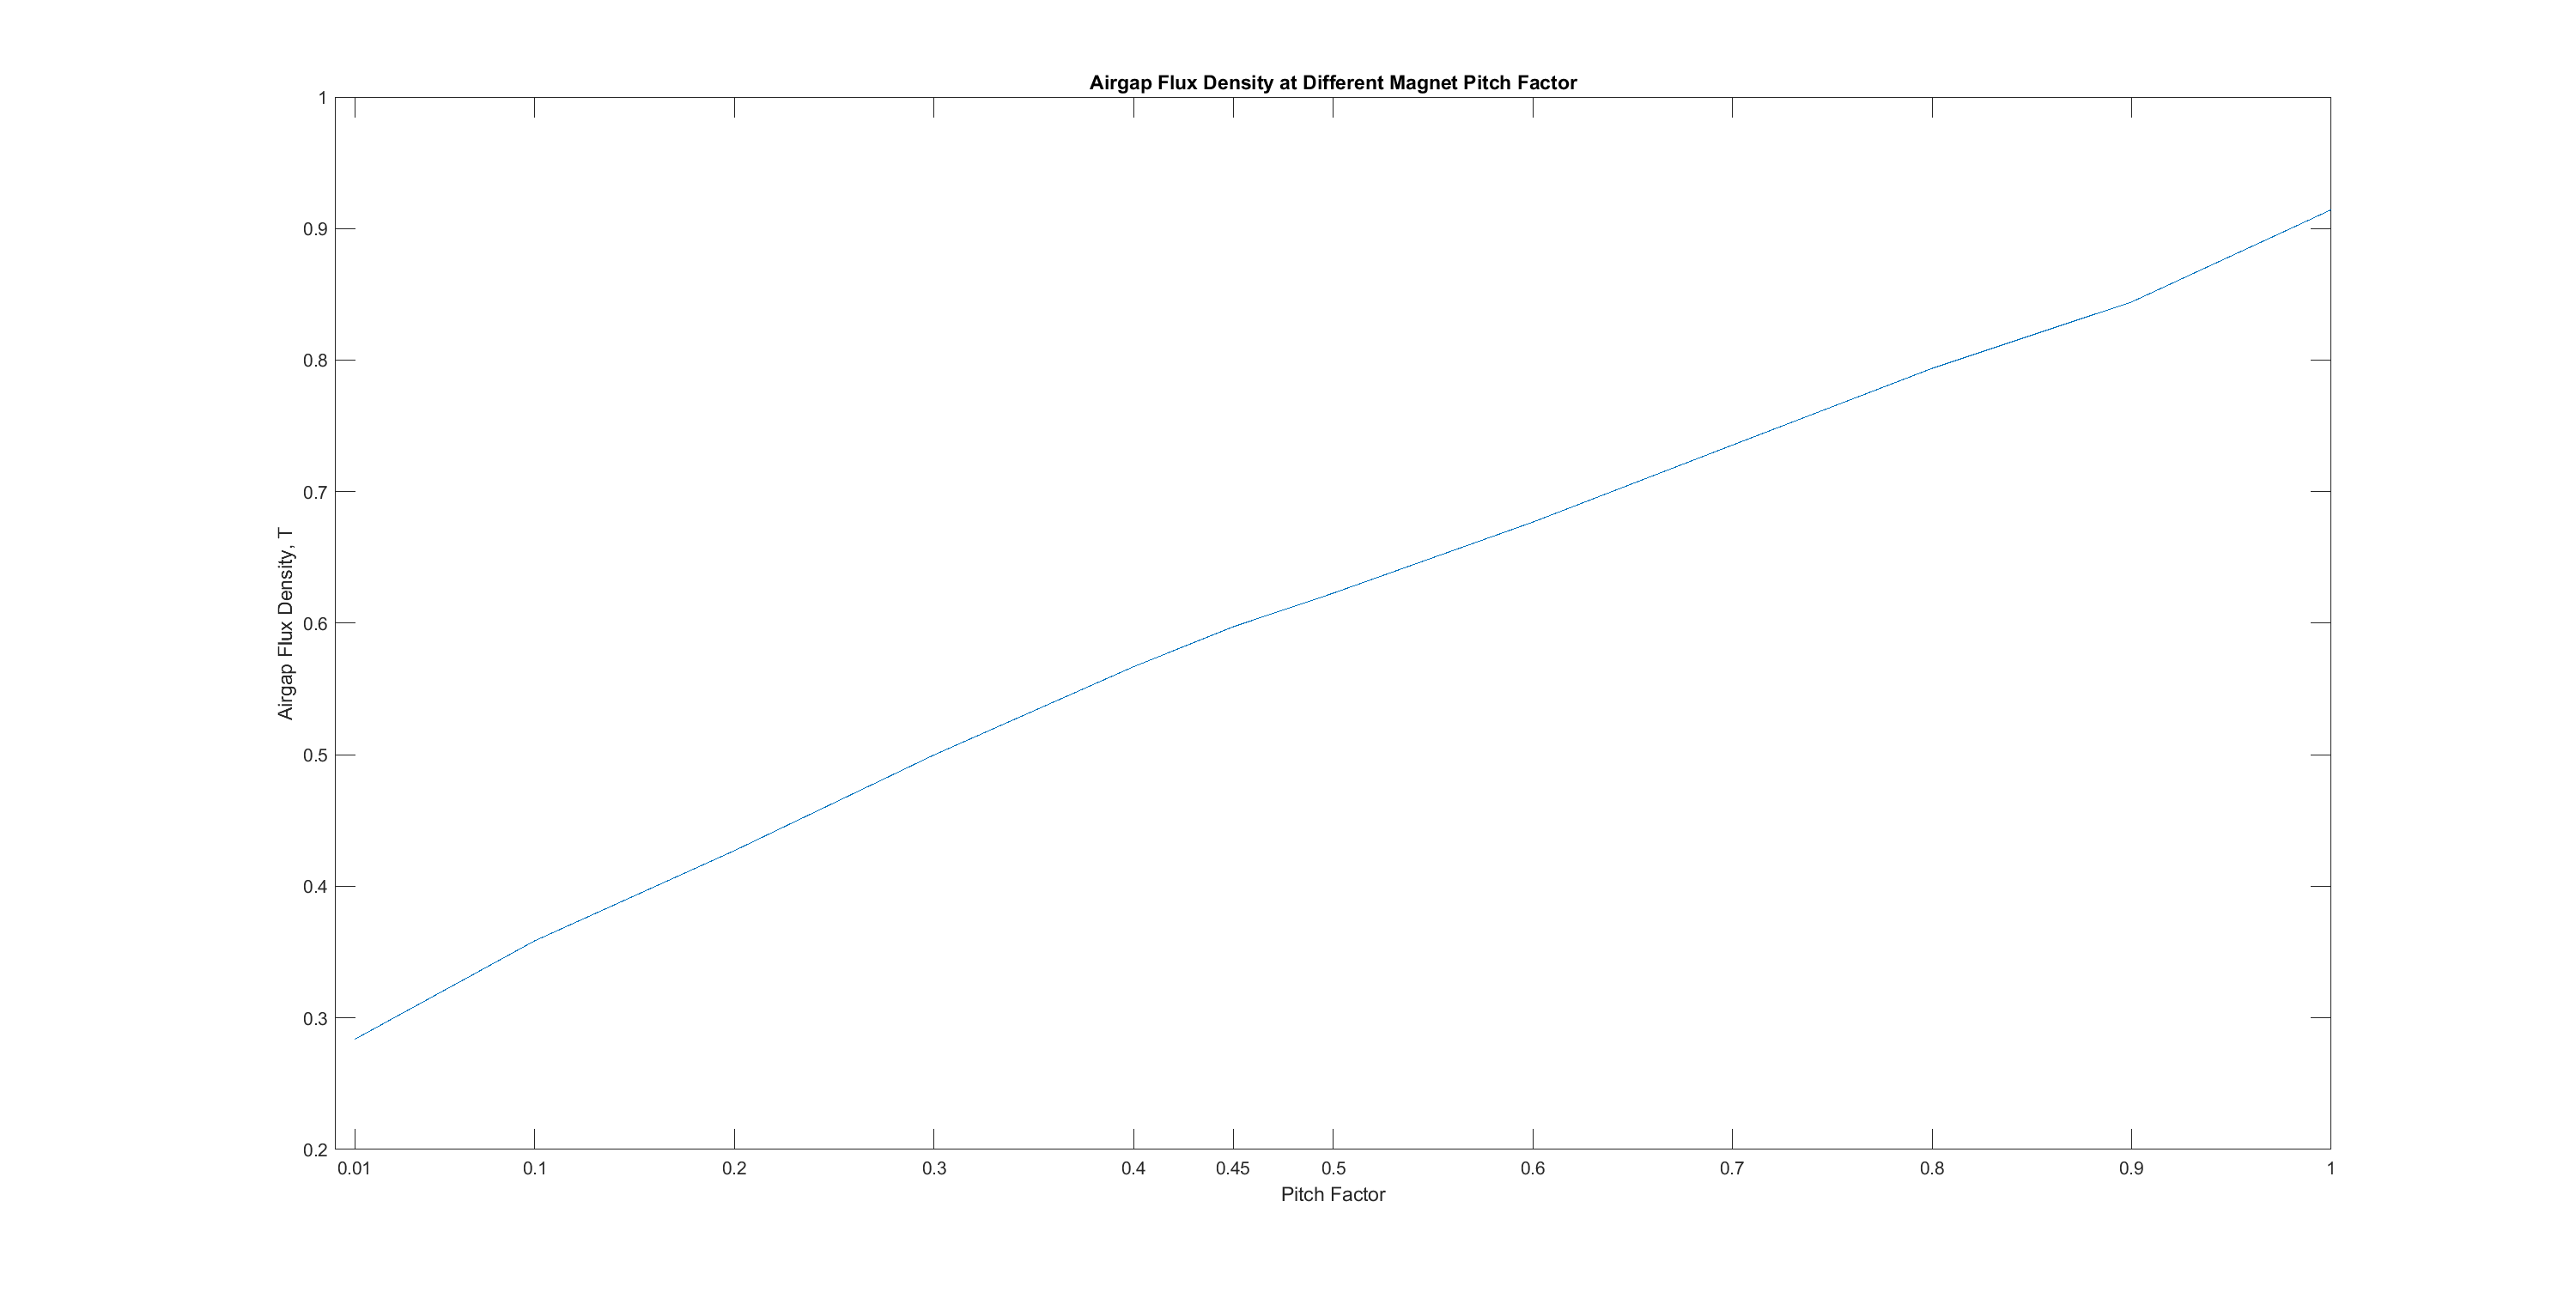 Airgap Flux Density at Different Magnet Pitch Factor
1
0.9
0.8
0.7
0.6
0.5
0.4
0.3
0.2
Airgap Flux Density, T
0.01 0.1 0.2 0.3 0.4 0.45 0.5 0.6 0.7 0.8 0.9 1
Pitch Factor